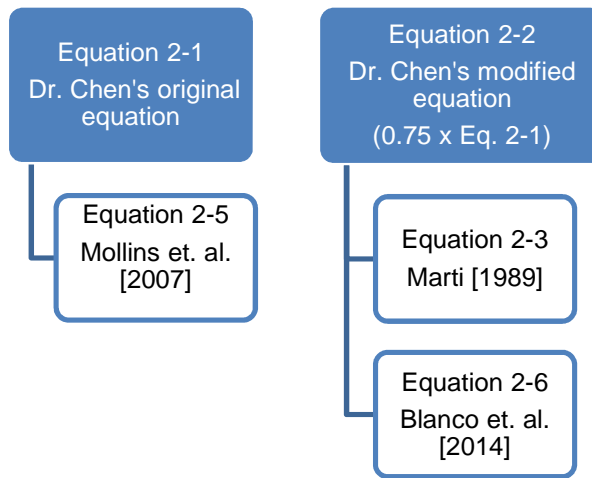 Equation 2-1
Dr. Chen's original
equation
Equation 2-5
Mollins et. al.
[2007]
Equation 2-2
Dr. Chen's modified
equation
(0.75 x Eq. 2-1)
Equation 2-3
Marti [1989]
Equation 2-6
Blanco et. al.
[2014]